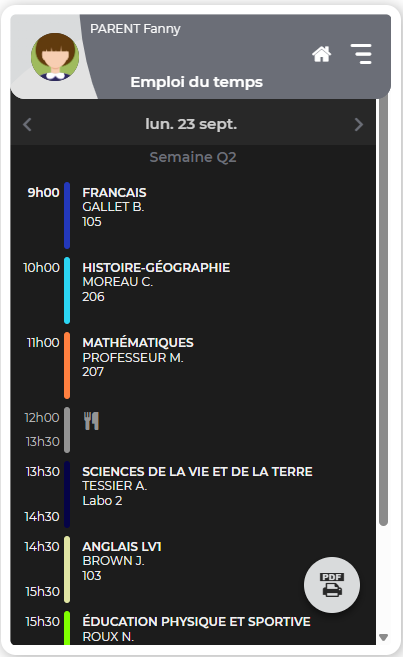 PARENT Fanny
Emploi du temps
lun. 23 sept.
Semaine Q2
9h00
FRANCAIS
GALLET B.
105
10h00
HISTOIRE-GÉOGRAPHIE
MOREAU C.
206
11h00
MATHÉMATIQUES
PROFESSEUR M.
207
12h00
13h30
13h30
SCIENCES DE LA VIE ET DE LA TERRE
TESSIER A.
Labo 2
14h30
14h30
ANGLAIS LV1
BROWN J.
103
15h30
PDF
15h30
ÉDUCATION PHYSIQUE ET SPORTIVE
ROUX N.